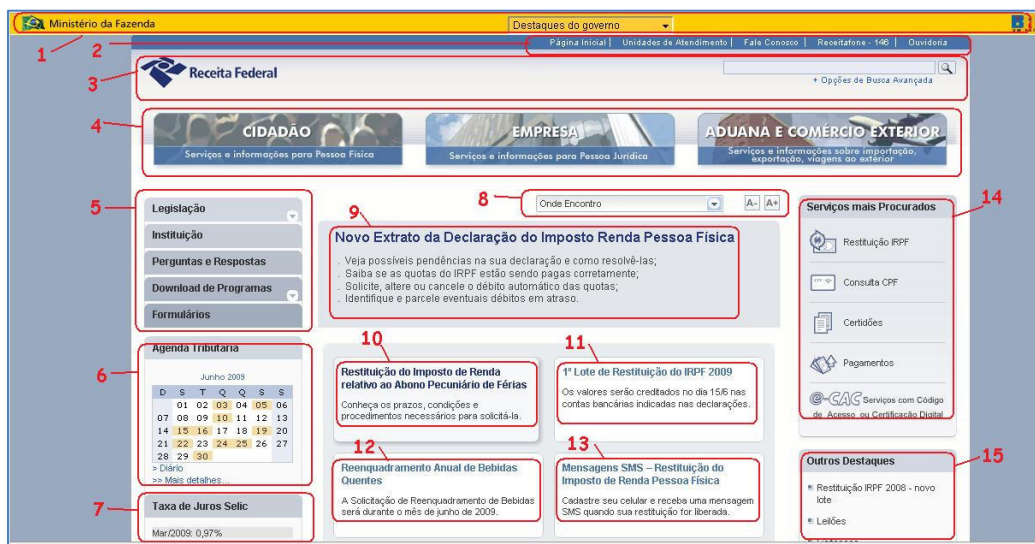 Ministério da Fazenda
Destaques do governo
1
2
Página Inicial | Unidades de Atendimento | Fale Conosco | Receitafone - 146 | Ouvidoria
3
Receita Federal
+ Opções de Busca Avançada
4
CIDADÃO
Serviços e informações para Pessoa Física
EMPRESA
Serviços e informações para Pessoa Jurídica
ADUANA E COMÉRCIO EXTERIOR
Serviços e informações sobre importação,
exportação, viagens ao exterior
5
Legislação
Instituição
Perguntas e Respostas
Download de Programas
Formulários
6
Agenda Tributária
Junho 2009
D S T Q Q S S
01 02 03 04 05 06
07 08 09 10 11 12 13
14 15 16 17 18 19 20
21 22 23 24 25 26 27
28 29 30
> Diário
>> Mais detalhes...
7
Taxa de Juros Selic
Mar/2009: 0,97%
8
Onde Encontro
A- A+
9
Novo Extrato da Declaração do Imposto Renda Pessoa Física
. Veja possíveis pendências na sua declaração e como resolvê-las;
. Saiba se as quotas do IRPF estão sendo pagas corretamente;
. Solicite, altere ou cancele o débito automático das quotas;
. Identifique e parcele eventuais débitos em atraso.
10
Restituição do Imposto de Renda
relativo ao Abono Pecuniário de Férias
Conheça os prazos, condições e
procedimentos necessários para solicitá-la.
11
1º Lote de Restituição do IRPF 2009
Os valores serão creditados no dia 15/6 nas
contas bancárias indicadas nas declarações.
12
Reenquadramento Anual de Bebidas
Quentes
A Solicitação de Reenquadramento de Bebidas
será durante o mês de junho de 2009.
13
Mensagens SMS – Restituição do
Imposto de Renda Pessoa Física
Cadastre seu celular e receba uma mensagem
SMS quando sua restituição for liberada.
14
Serviços mais Procurados
Restituição IRPF
Consulta CPF
Certidões
Pagamentos
e-CAC Serviços com Código
de Acesso ou Certificação Digital
15
Outros Destaques
Restituição IRPF 2008 - novo
lote
Leilões